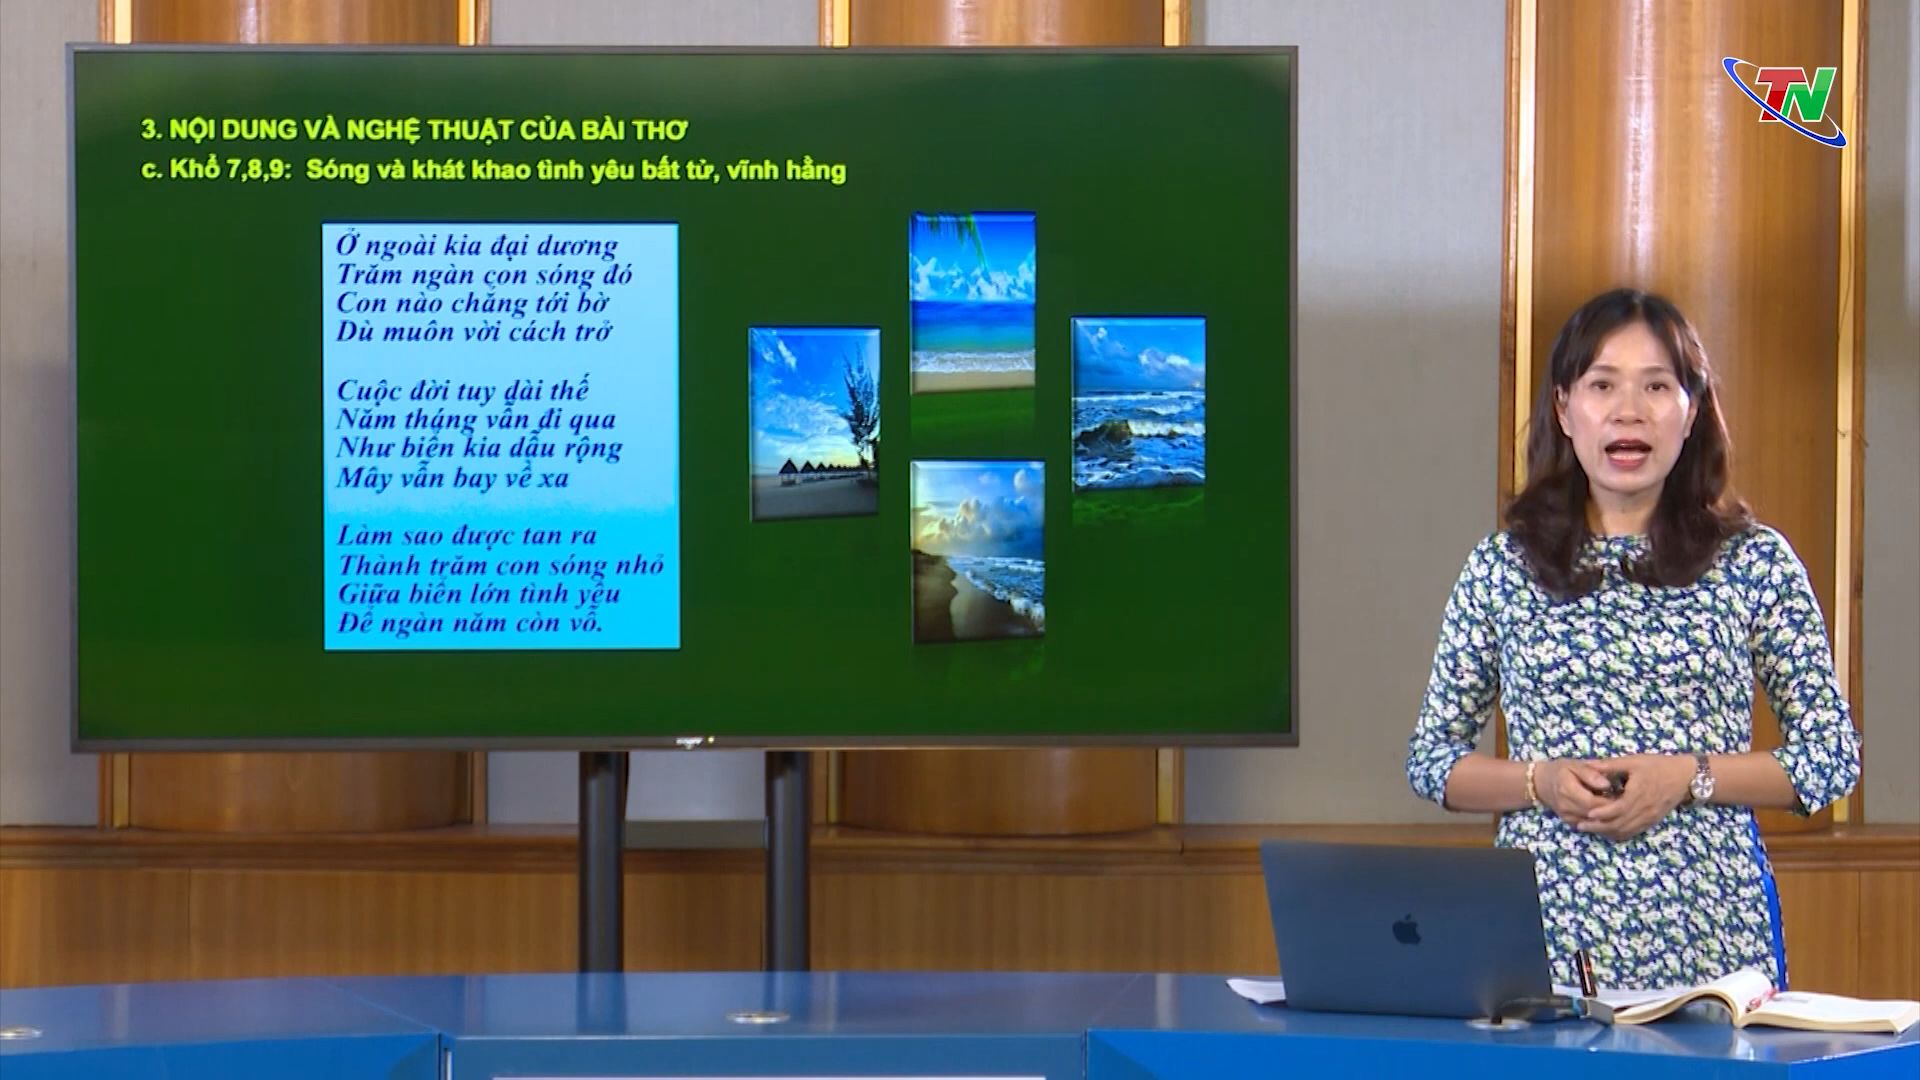 3. NỘI DUNG VÀ NGHỆ THUẬT CỦA BÀI THƠ
c. Khổ 7,8,9: Sóng và khát khao tình yêu bất tử, vĩnh hằng
Ở ngoài kia đại dương
Trăm ngàn con sóng đó
Con nào chẳng tới bờ
Dù muôn vời cách trở
Cuộc đời tuy dài thế
Năm tháng vẫn đi qua
Như biển kia dẫu rộng
Mây vẫn bay về xa
Làm sao được tan ra
Thành trăm con sóng nhỏ
Giữa biển lớn tình yêu
Để ngàn năm còn vỗ.
TN